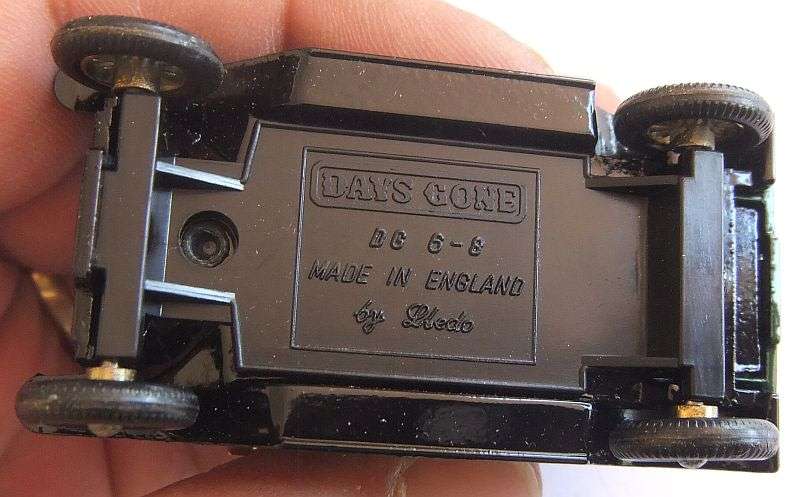 DAYS GONE
DG 6-8
MADE IN ENGLAND
by Lledo